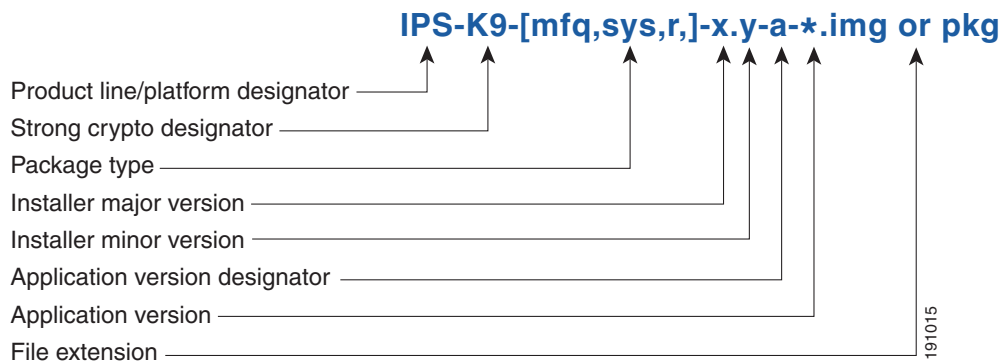 IPS-K9-[mfq,sys,r,]-x.y-a-*.img or pkg
Product line/platform designator
Strong crypto designator
Package type
Installer major version
Installer minor version
Application version designator
Application version
File extension
191015